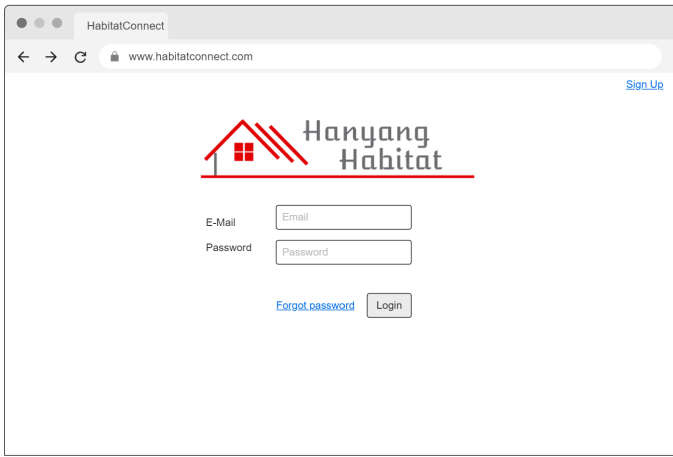 HabitatConnect
www.habitatconnect.com
Sign Up
Hanyang
Habitat
E-Mail
Email
Password
Password
Forgot password
Login